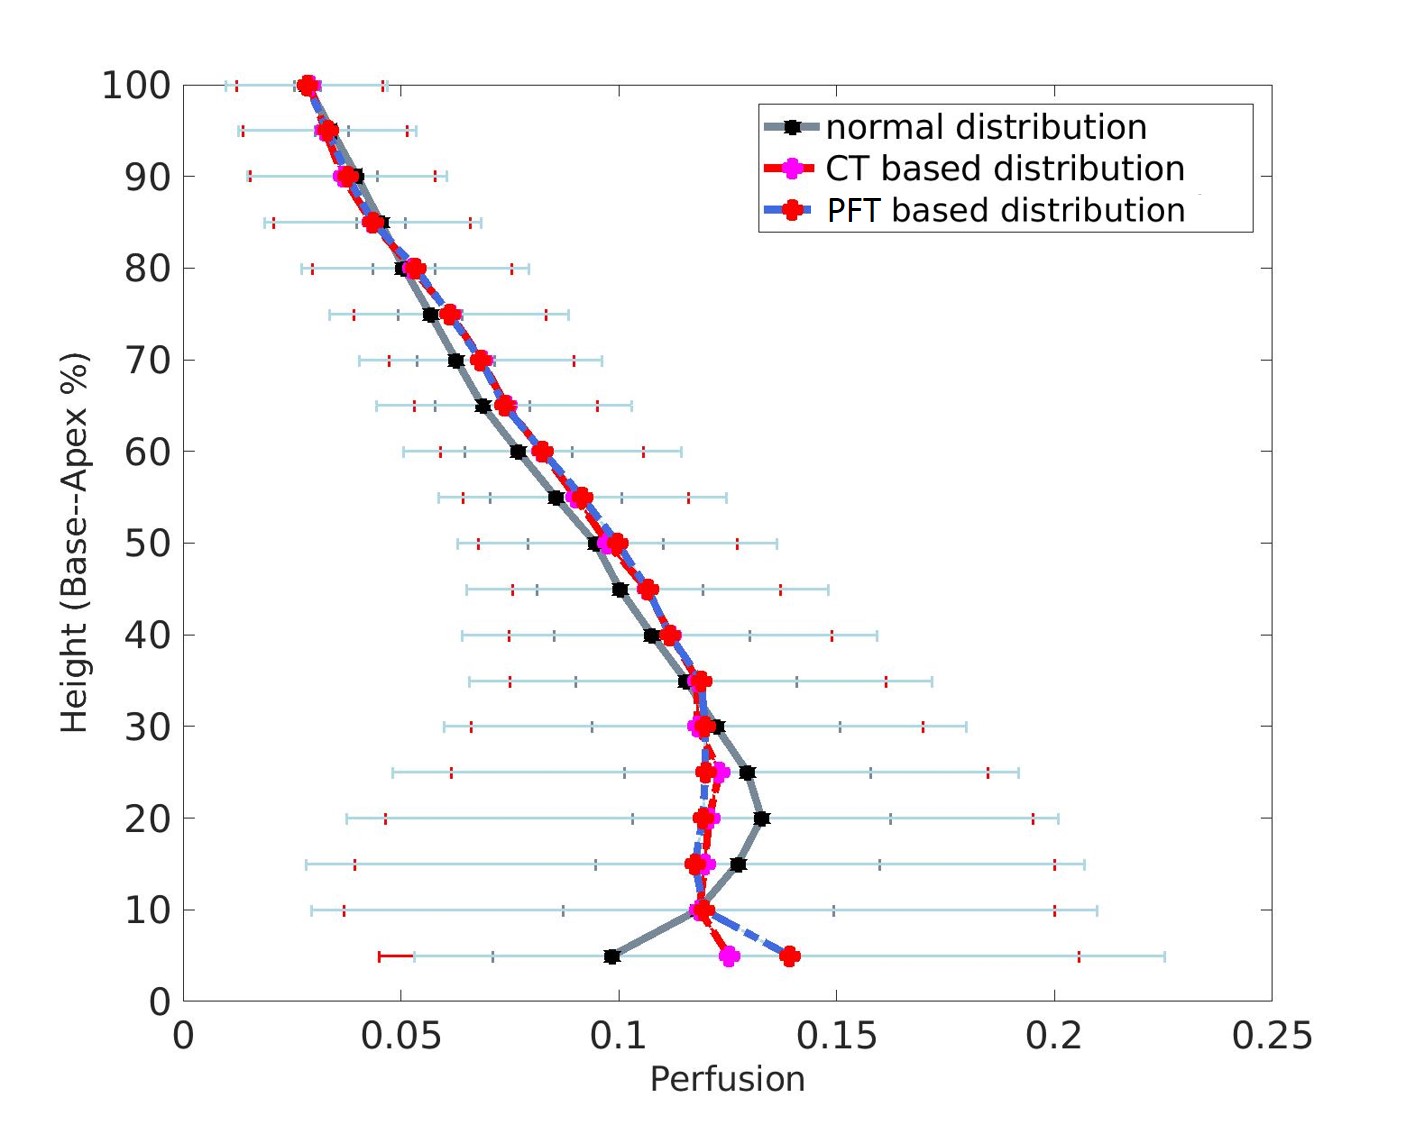 100
90
80
70
60
50
40
30
20
10
0
Height (Base--Apex %)
normal distribution
CT based distribution
PFT based distribution
0 0.05 0.1 0.15 0.2 0.25
Perfusion